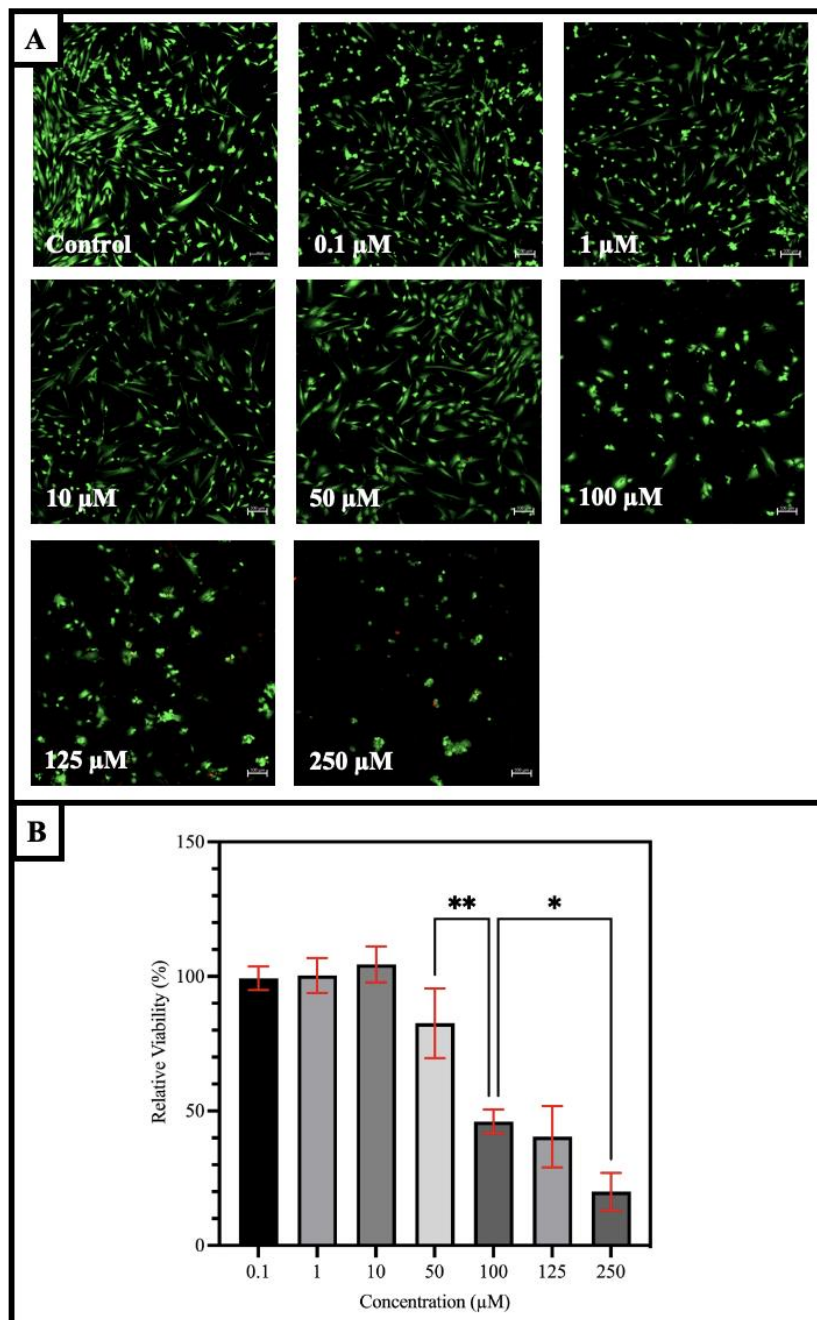 A
Control
0.1 µM
1 µM
10 µM
50 µM
100 µM
125 µM
250 µM
B
150
** *
100
50
0
Relative Viability (%)
0.1 1 10 50 100 125 250
Concentration (µM)